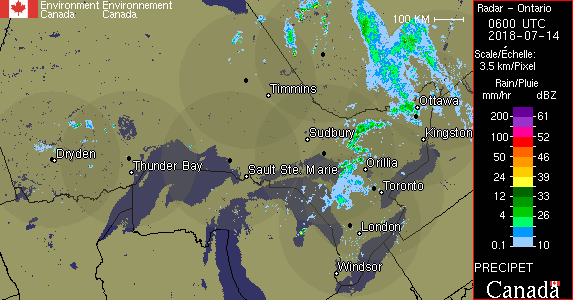 Environment Environnement
Canada Canada
100 KM
Timmins
Ottawa
Sudbury
Kingston
Dryden
Thunder Bay
Sault Ste. Marie
Orillia
Toronto
London
Windsor
Radar - Ontario
0600 UTC
2018-07-14
Scale/Échelle:
3.5 km/Pixel
Rain/Pluie
mm/hr dBZ
200 61
100 52
50 46
24 39
12 33
4 26
0.1 10
PRECIPET
Canada